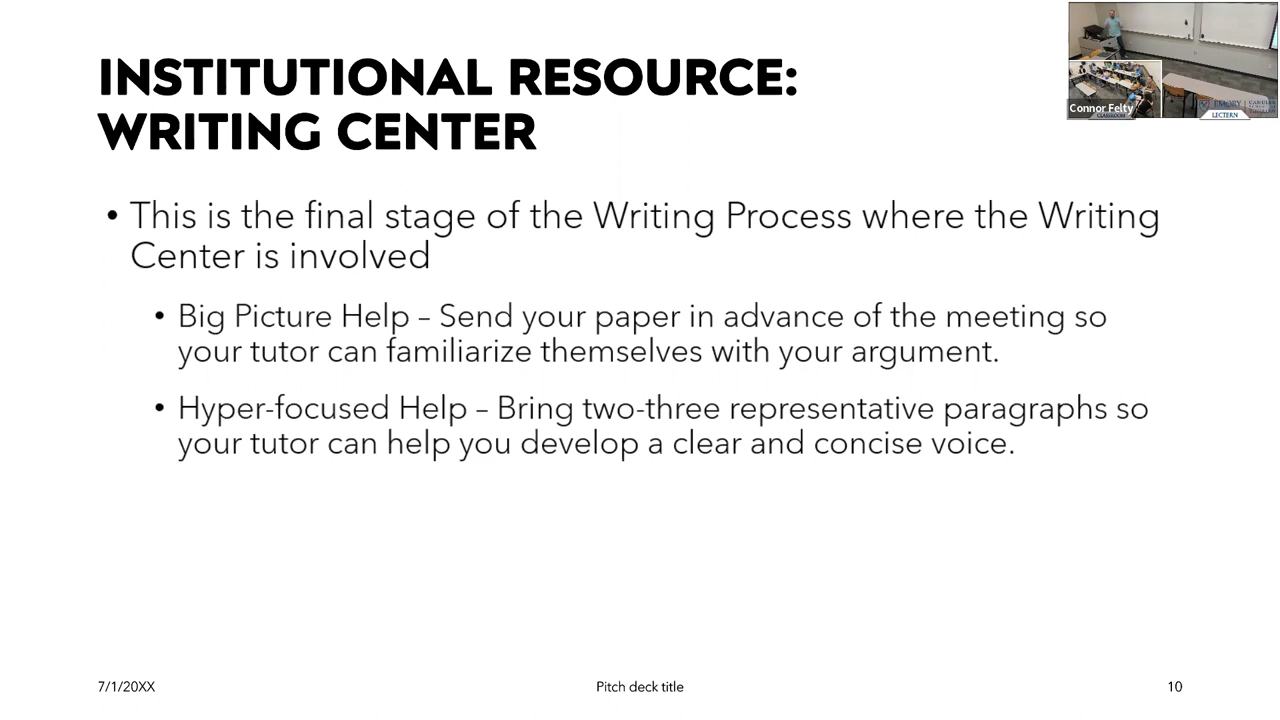 INSTITUTIONAL RESOURCE:
WRITING CENTER
• This is the final stage of the Writing Process where the Writing
Center is involved
• Big Picture Help – Send your paper in advance of the meeting so
your tutor can familiarize themselves with your argument.
• Hyper-focused Help – Bring two-three representative paragraphs so
your tutor can help you develop a clear and concise voice.
7/1/20XX
Pitch deck title
10
Connor Felty
CLASSROOM
EMORY
LECTERN